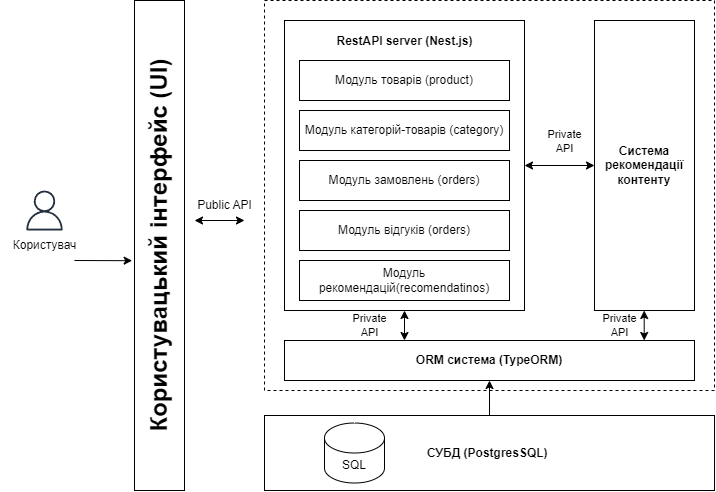 Користувач
Користувацький інтерфейс (UI)
Public API
RestAPI server (Nest.js)
Модуль товарів (product)
Модуль категорій-товарів (category)
Модуль замовлень (orders)
Модуль відгуків (orders)
Модуль
рекомендацій(recomendatinos)
Private
API
Система
рекомендації
контенту
Private
API
Private
API
ORM система (TypeORM)
SQL
СУБД (PostgresSQL)